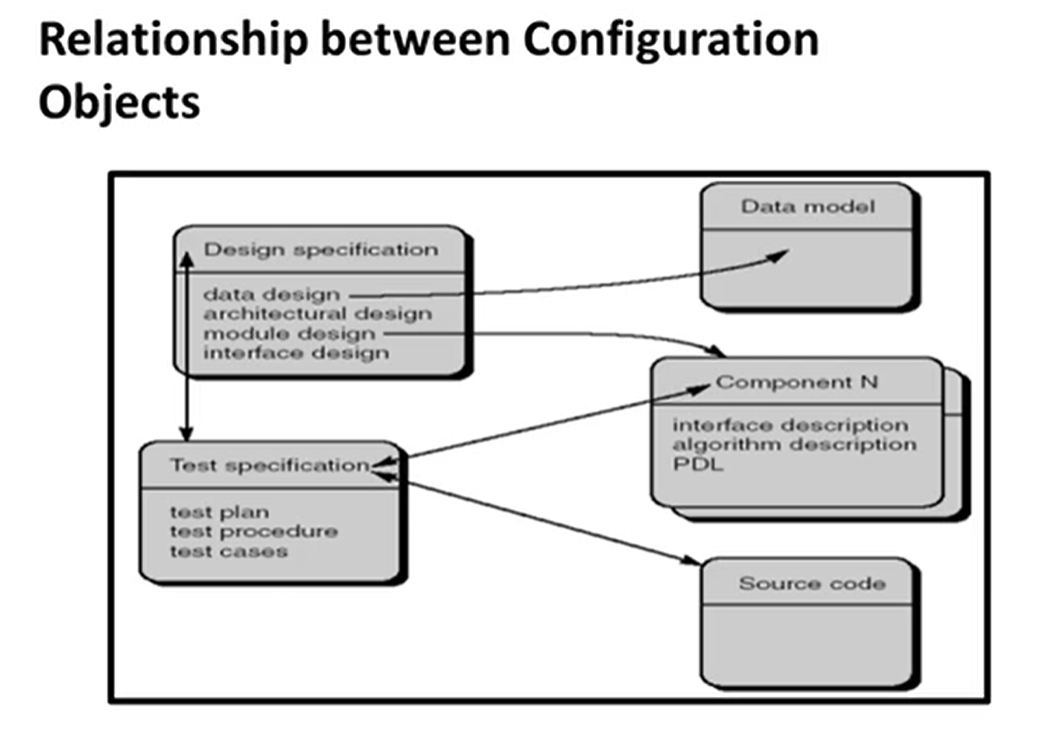 Relationship between Configuration
Objects
Design specification
data design
architectural design
module design
interface design
Data model
Component N
interface description
algorithm description
PDL
Test specification
test plan
test procedure
test cases
Source code